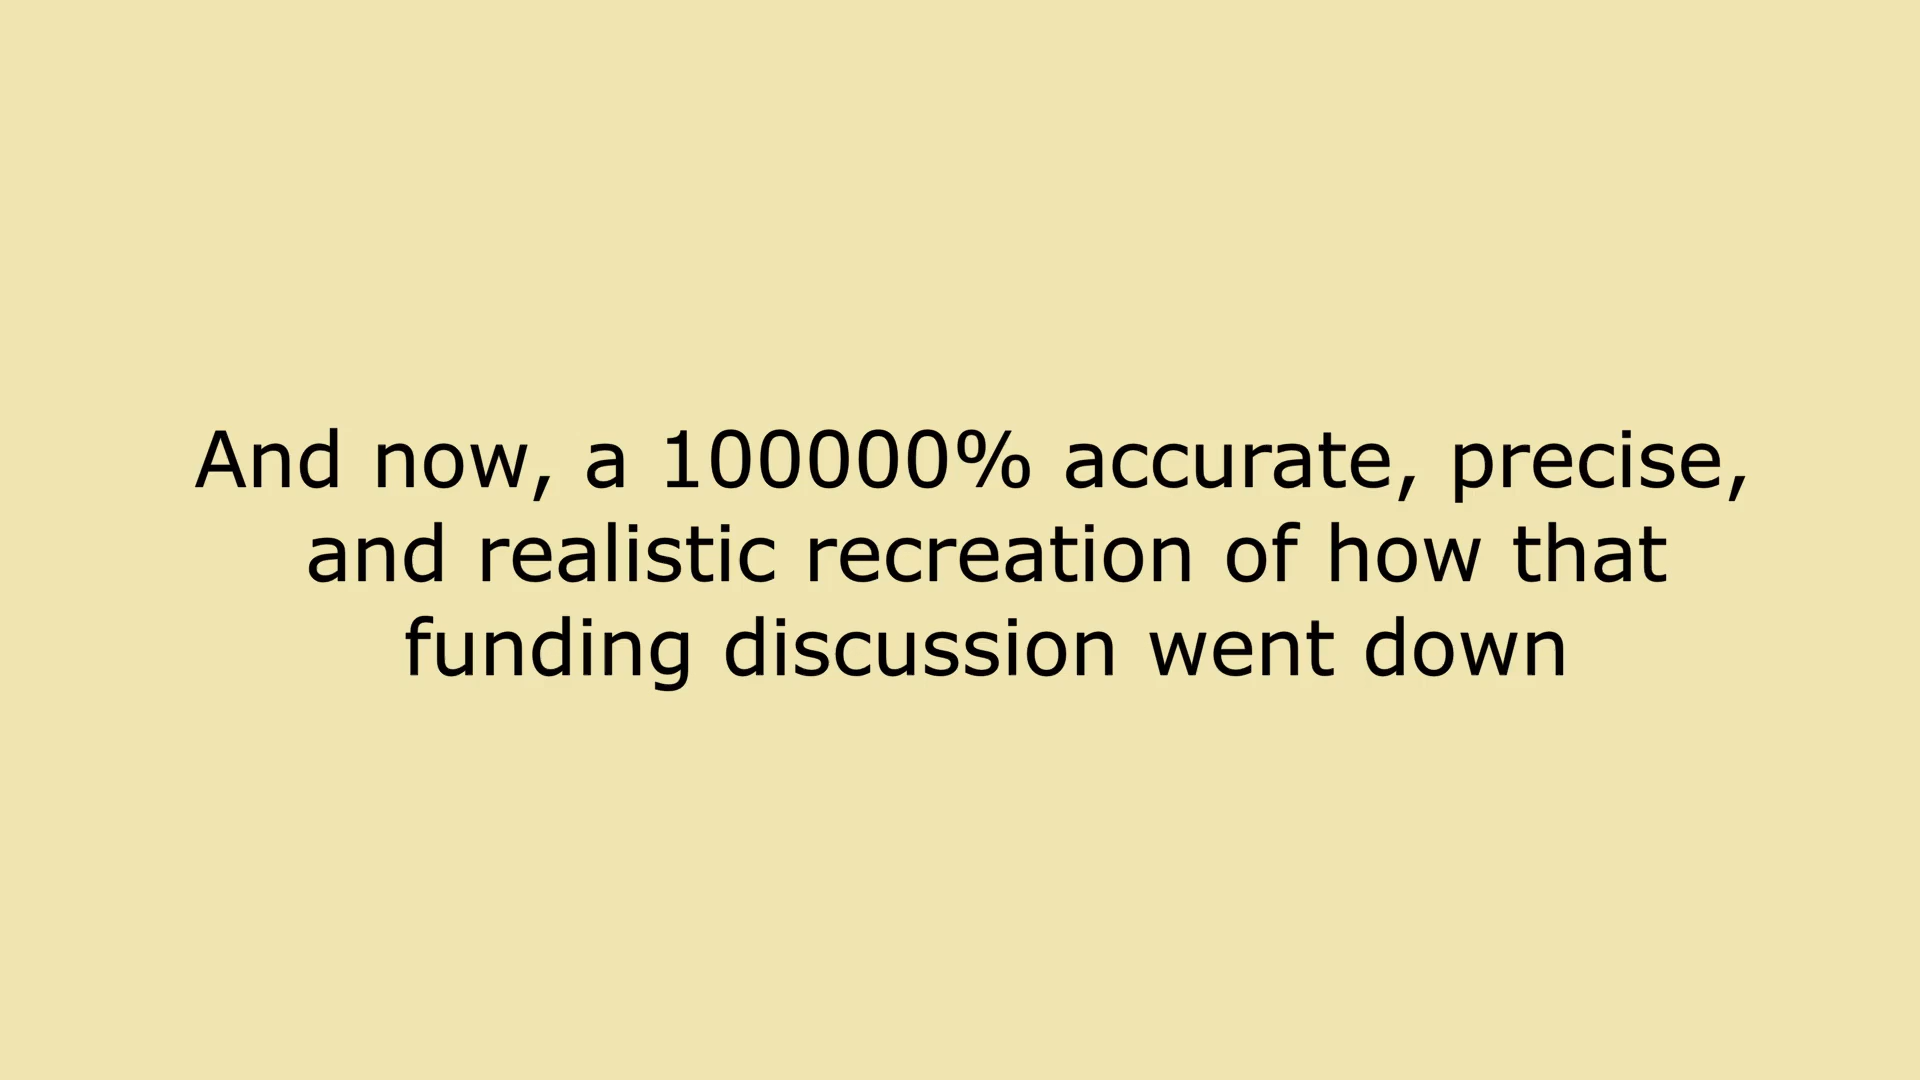 And now, a 100000% accurate, precise,
and realistic recreation of how that
funding discussion went down